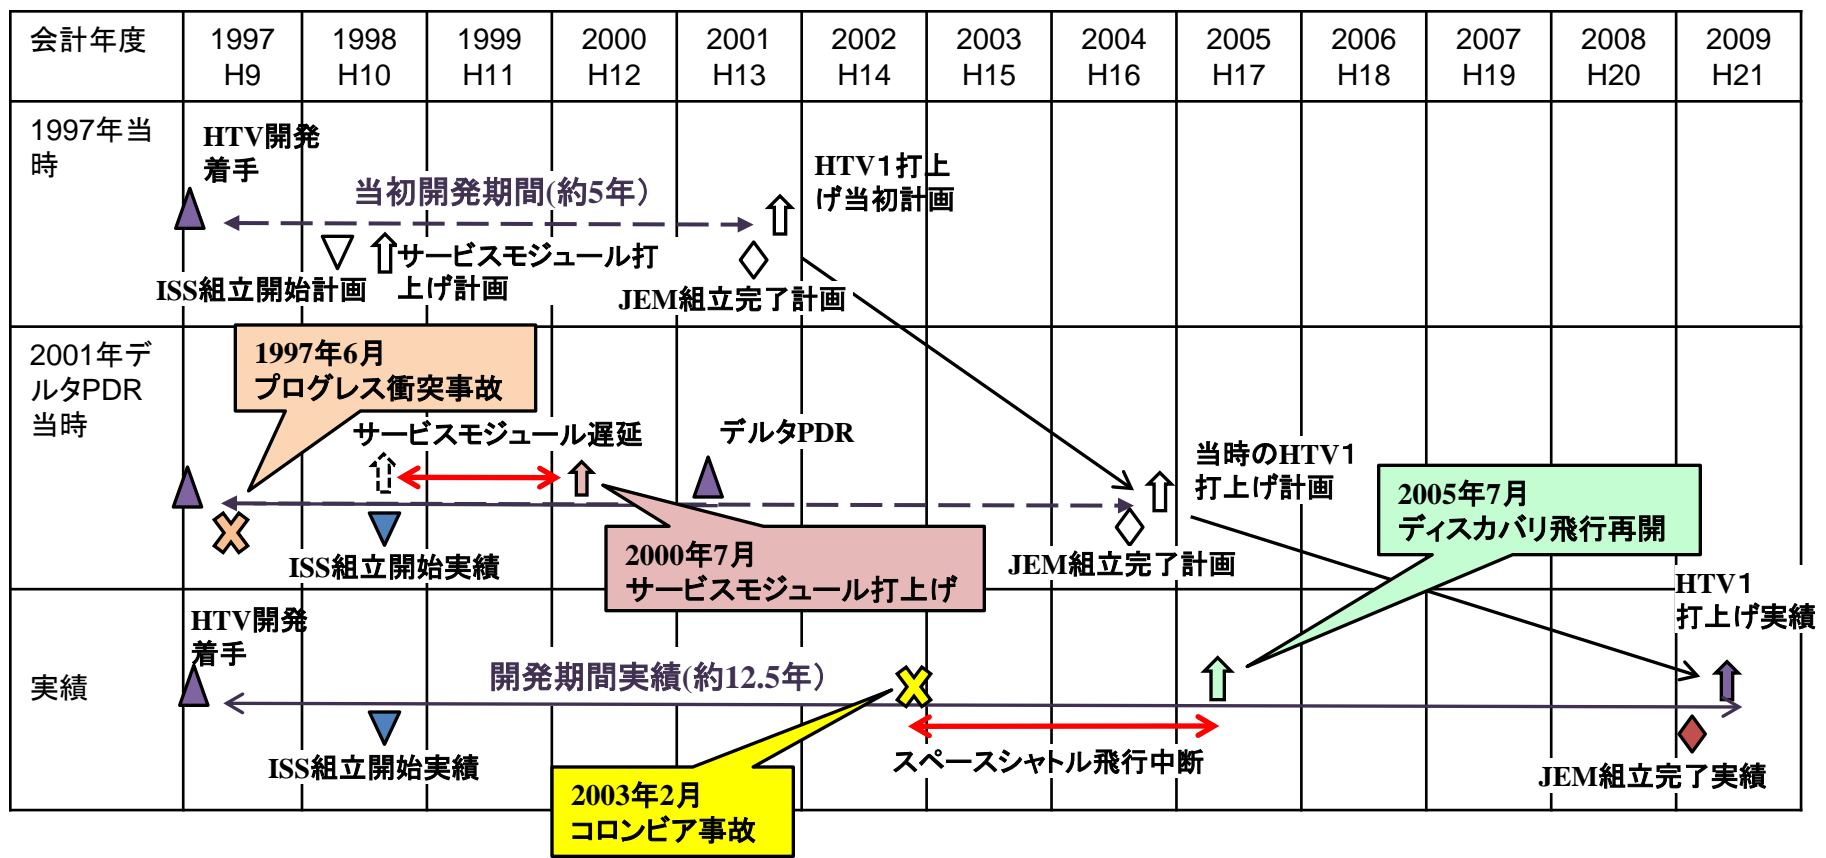 会計年度
1997
H9
1998
H10
1999
H11
2000
H12
2001
H13
2002
H14
2003
H15
2004
H16
2005
H17
2006
H18
2007
H19
2008
H20
2009
H21
1997年当
時
HTV開発
着手
当初開発期間(約5年）
HTV１打上
げ当初計画
ISS組立開始計画
サービスモジュール打
上げ計画
JEM組立完了計画
2001年デ
ルタPDR
当時
1997年6月
プログレス衝突事故
サービスモジュール遅延
デルタPDR
当時のHTV１
打上げ計画
2005年7月
ディスカバリ飛行再開
ISS組立開始実績
2000年7月
サービスモジュール打上げ
JEM組立完了計画
実績
HTV開発
着手
開発期間実績(約12.5年）
HTV１
打上げ実績
ISS組立開始実績
スペースシャトル飛行中断
JEM組立完了実績
2003年2月
コロンビア事故